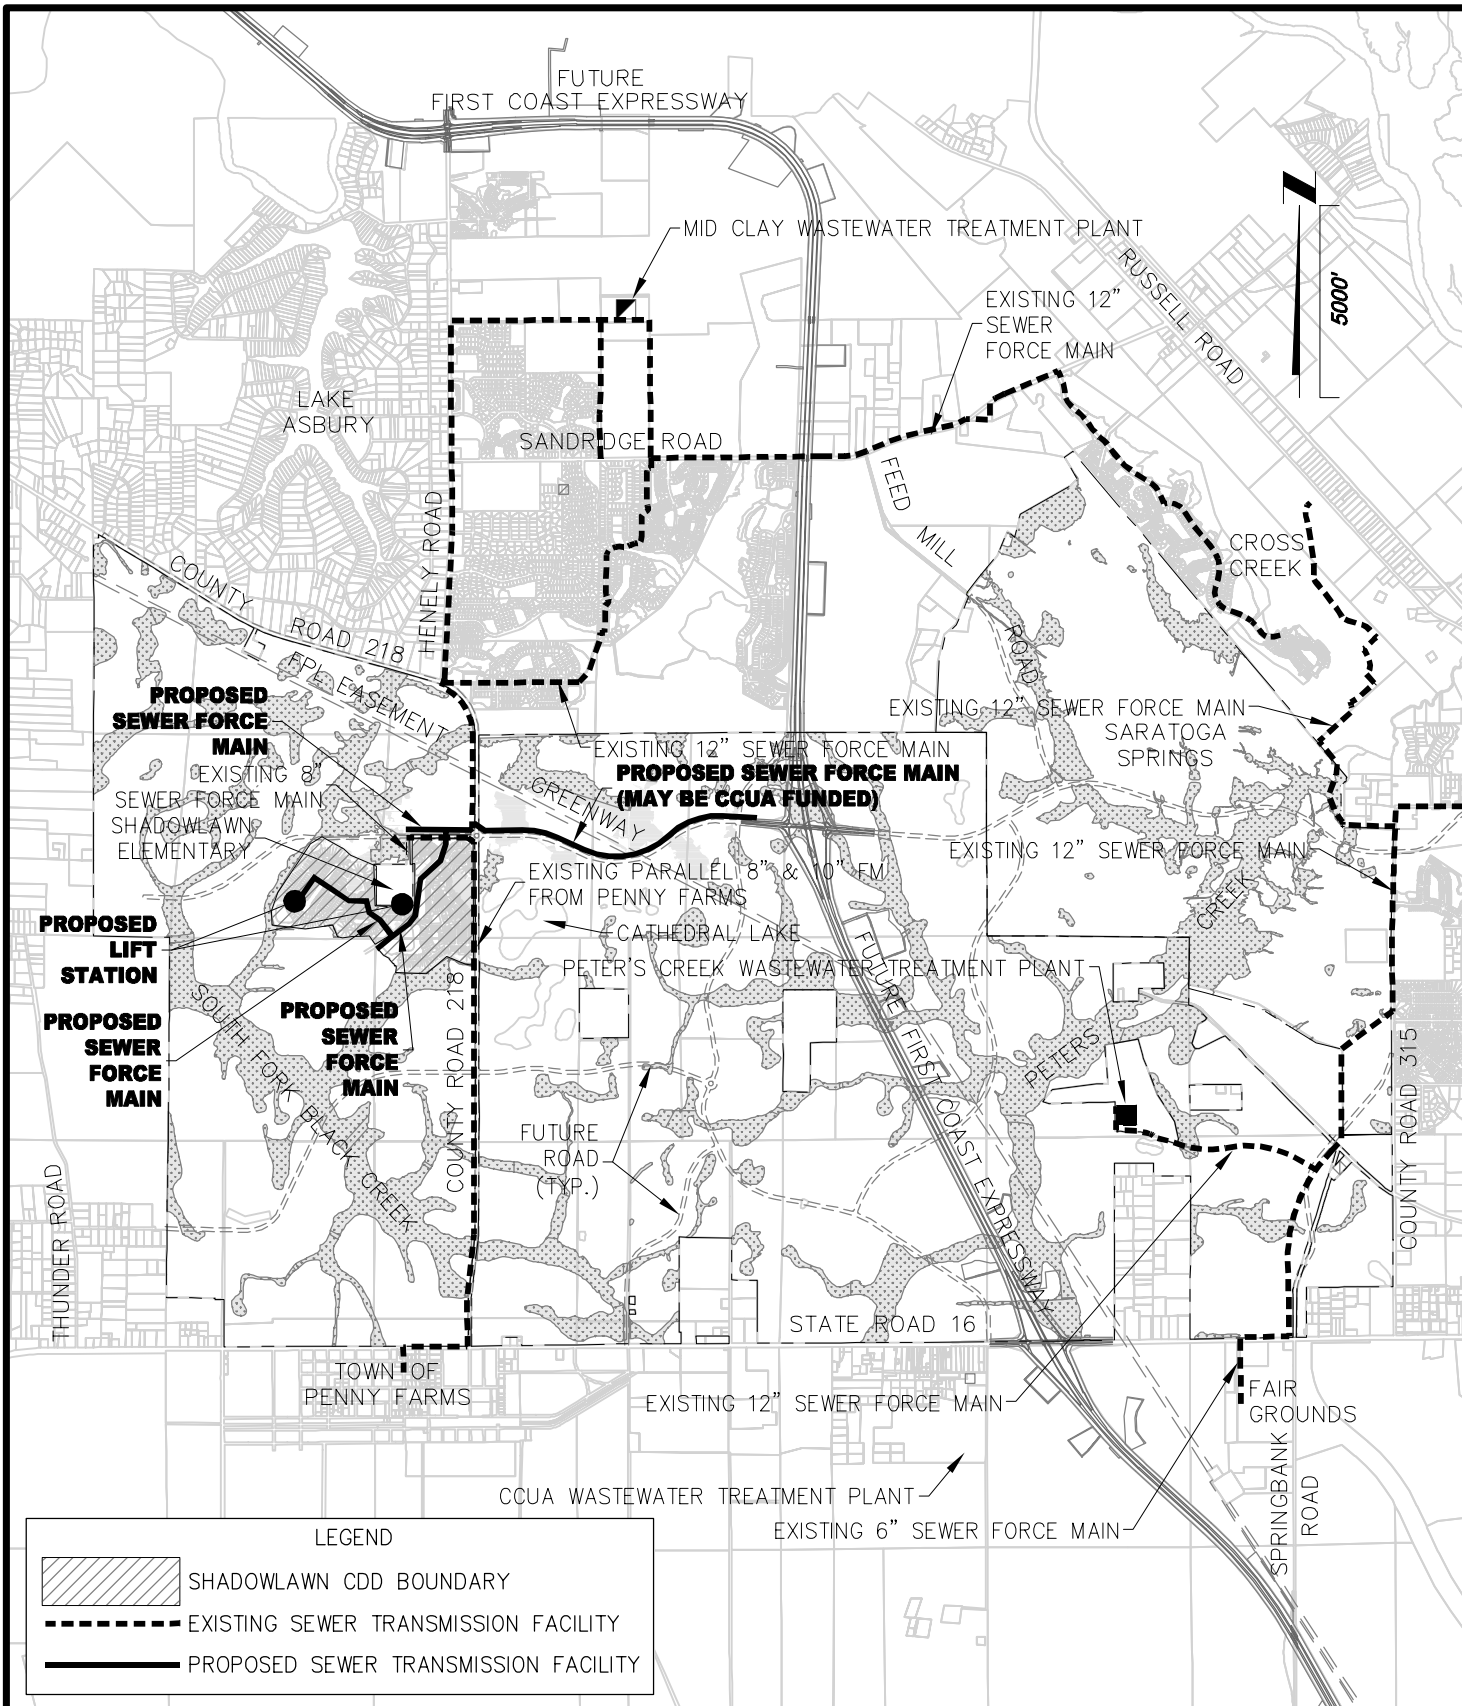 FUTURE
FIRST COAST EXPRESSWAY
MID CLAY WASTEWATER TREATMENT PLANT
RUSSELL ROAD
5000'
EXISTING 12"
SEWER
FORCE MAIN
LAKE
ASBURY
SANDRIDGE ROAD
FEED
MILL
ROAD
HENELY ROAD
CROSS
CREEK
COUNTY
ROAD 218
FPL EASEMENT
PROPOSED
SEWER FORCE
MAIN
EXISTING 12" SEWER FORCE MAIN
SARATOGA
SPRINGS
EXISTING 12" SEWER FORCE MAIN
PROPOSED SEWER FORCE MAIN
(MAY BE CCUA FUNDED)
GREENWAY
EXISTING 8"
SEWER FORCE MAIN
SHADOWLAWN
ELEMENTARY
EXISTING 12" SEWER FORCE MAIN
EXISTING PARALLEL 8" & 10" FM
FROM PENNY FARMS
CREEK
CATHEDRAL LAKE
PROPOSED
LIFT
STATION
PETER'S CREEK WASTEWATER TREATMENT PLANT
FUTURE FIRST COAST EXPRESSWAY
PROPOSED
SEWER
FORCE
MAIN
PROPOSED
SEWER
FORCE
MAIN
SOUTH FORK BLACK CREEK
COUNTY ROAD 218
PETERS
COUNTY ROAD 315
FUTURE
ROAD
(TYP.)
THUNDER ROAD
STATE ROAD 16
TOWN OF
PENNY FARMS
EXISTING 12" SEWER FORCE MAIN
FAIR
GROUNDS
SPRINGBANK
ROAD
CCUA WASTEWATER TREATMENT PLANT
EXISTING 6" SEWER FORCE MAIN
LEGEND
SHADOWLAWN CDD BOUNDARY
EXISTING SEWER TRANSMISSION FACILITY
PROPOSED SEWER TRANSMISSION FACILITY